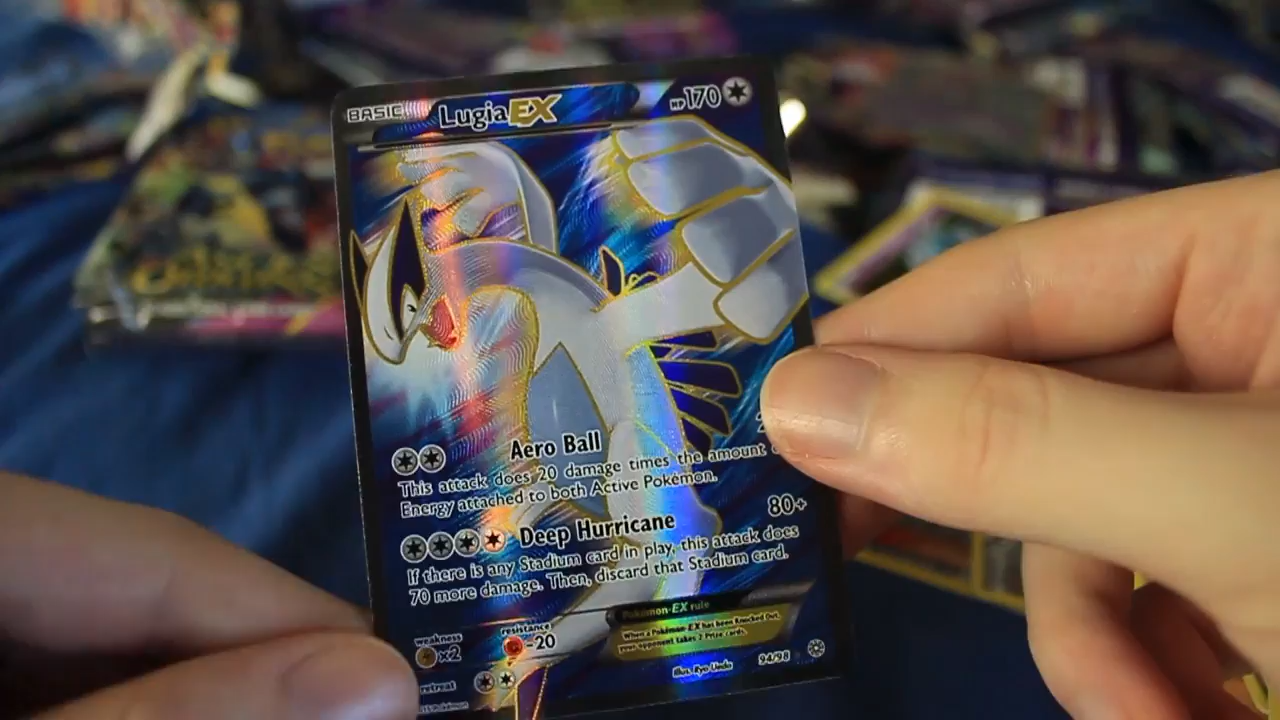 BASIC Lugia EX HP170
Aero Ball
This attack does 20 damage times the amount
Energy attached to both Active Pokémon.
Deep Hurricane 80+
If there is any Stadium card in play, this attack does
70 more damage. Then, discard that Stadium card.
Pokémon-EX rule
When a Pokémon-EX has been Knocked Out,
your opponent takes 2 Prize cards.
weakness
x2
resistance
-20
retreat
Illus. Ryo Ueda 94/98